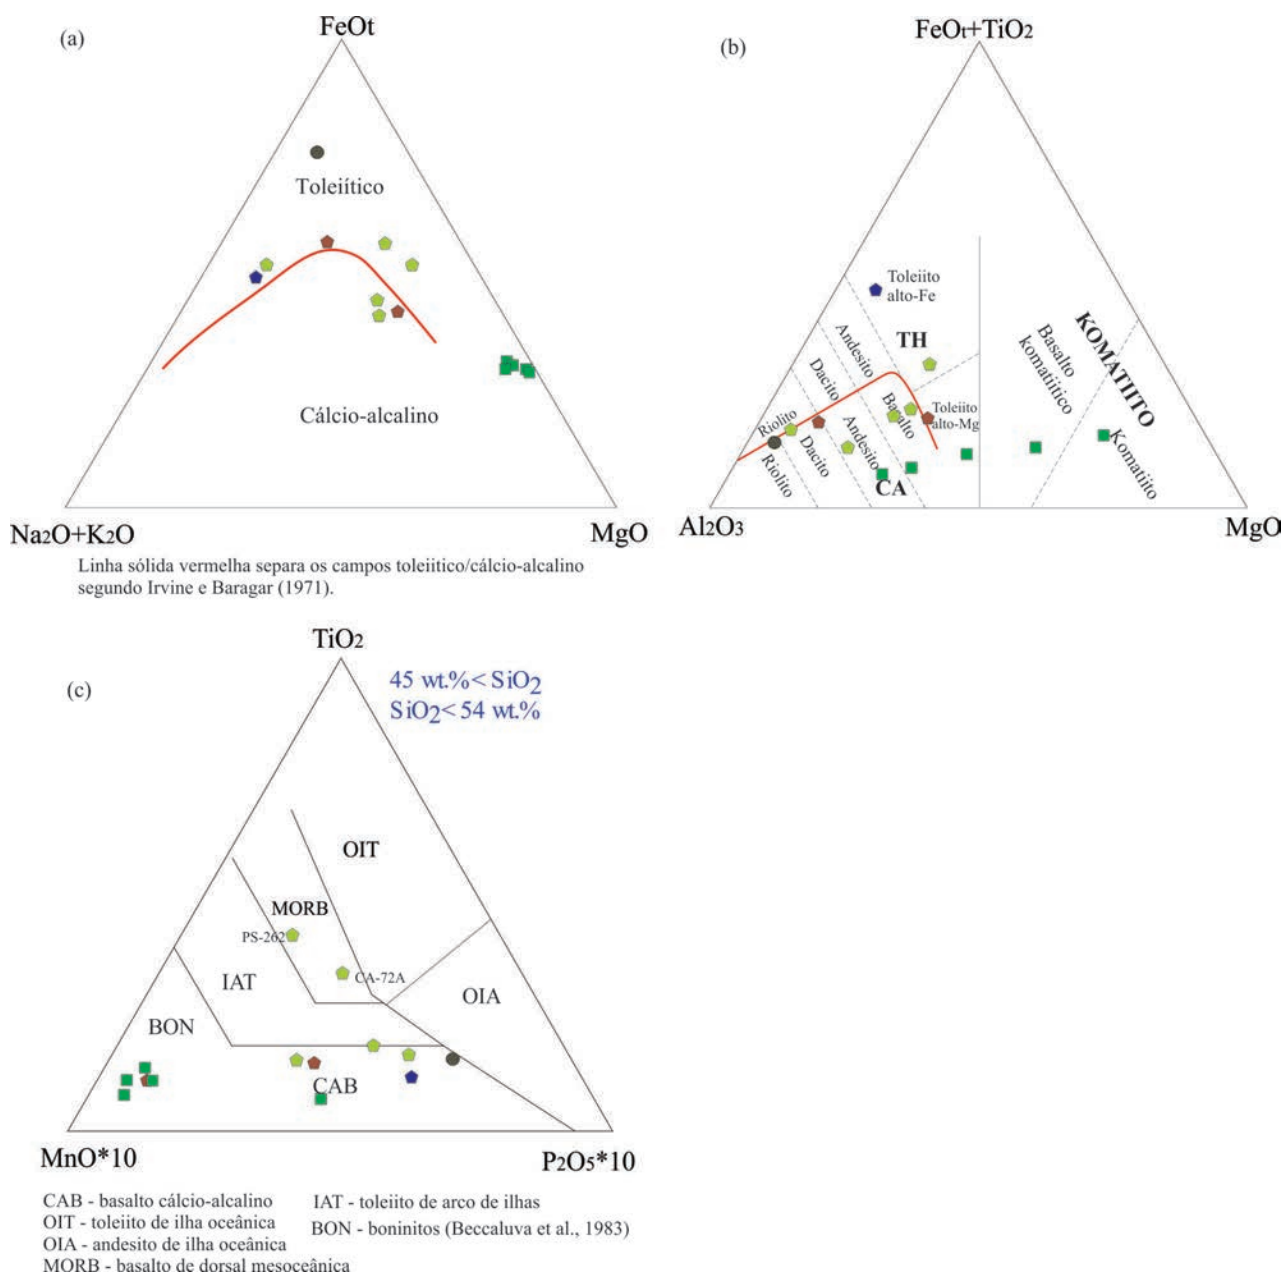 (a)
FeOt
Toleiítico
Cálcio-alcalino
Na2O+K2O
MgO
Linha sólida vermelha separa os campos toleiitico/cálcio-alcalino
segundo Irvine e Baragar (1971).
(b)
FeOt+TiO2
Toleiito
alto-Fe
TH
Andesito
Dacito
Riolito
Basalto
Toleiito
alto-Mg
Andesito
Dacito
Riolito
CA
Basalto
komatiitico
KOMATIITO
Komatiito
Al2O3
MgO
(c)
TiO2
45 wt.%< SiO2
SiO2< 54 wt.%
OIT
MORB
PS-262
CA-72A
IAT
OIA
BON
CAB
MnO*10
P2O5*10
CAB - basalto cálcio-alcalino
OIT - toleiito de ilha oceânica
OIA - andesito de ilha oceânica
MORB - basalto de dorsal mesoceânica
IAT - toleiito de arco de ilhas
BON - boninitos (Beccaluva et al., 1983)